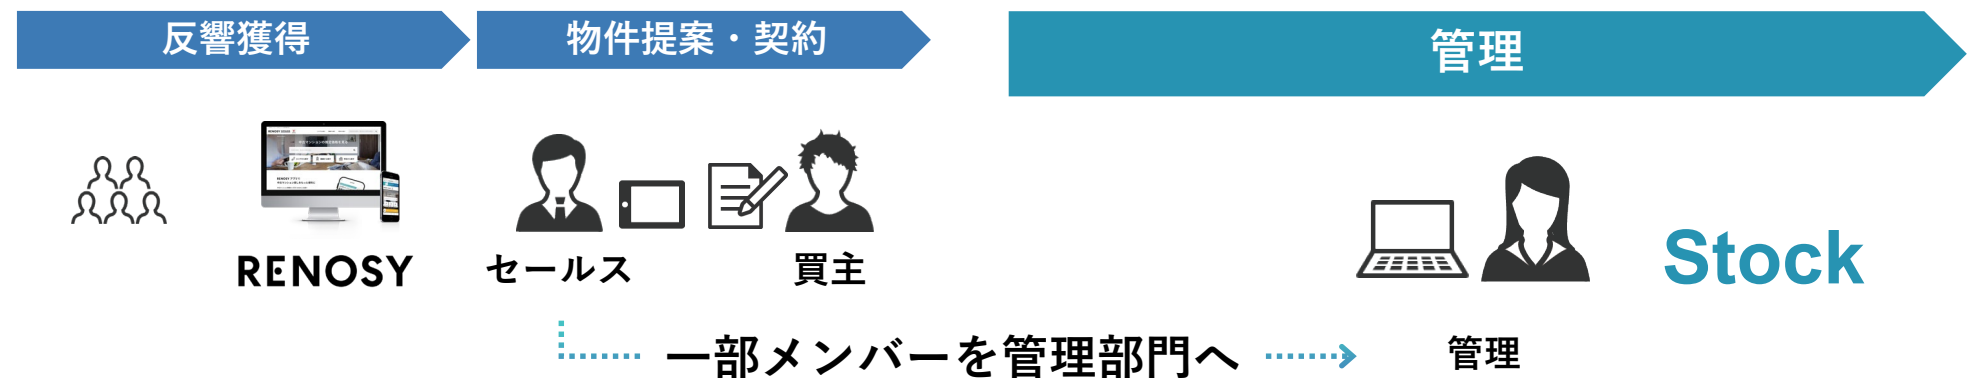 反響獲得
物件提案・契約
管理
RENOSY
セールス
買主
Stock
一部メンバーを管理部門へ
管理